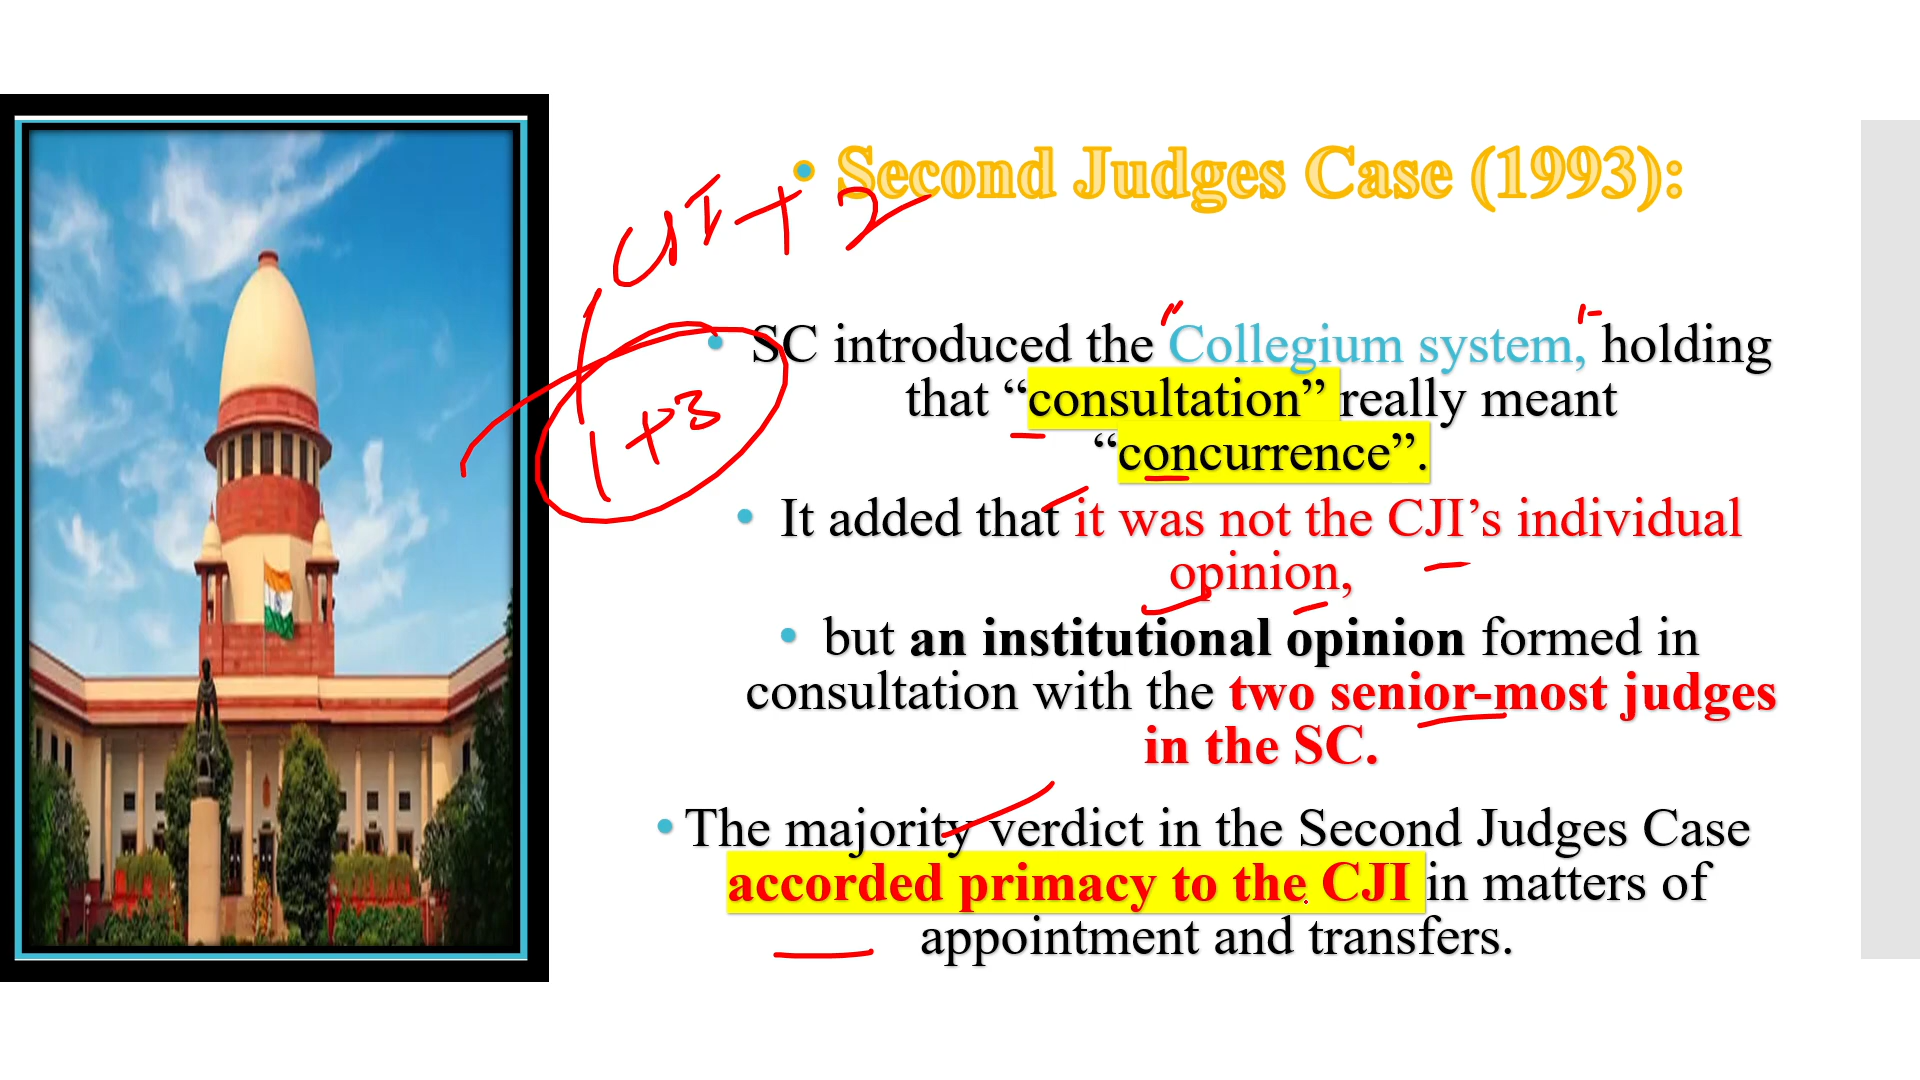 • Second Judges Case (1993):
CJI + 2
• SC introduced the "Collegium system," holding
that “consultation” really meant
“concurrence”.
1 + 3
• It added that it was not the CJI’s individual
opinion,
• but an institutional opinion formed in
consultation with the two senior-most judges
in the SC.
• The majority verdict in the Second Judges Case
accorded primacy to the CJI in matters of
appointment and transfers.